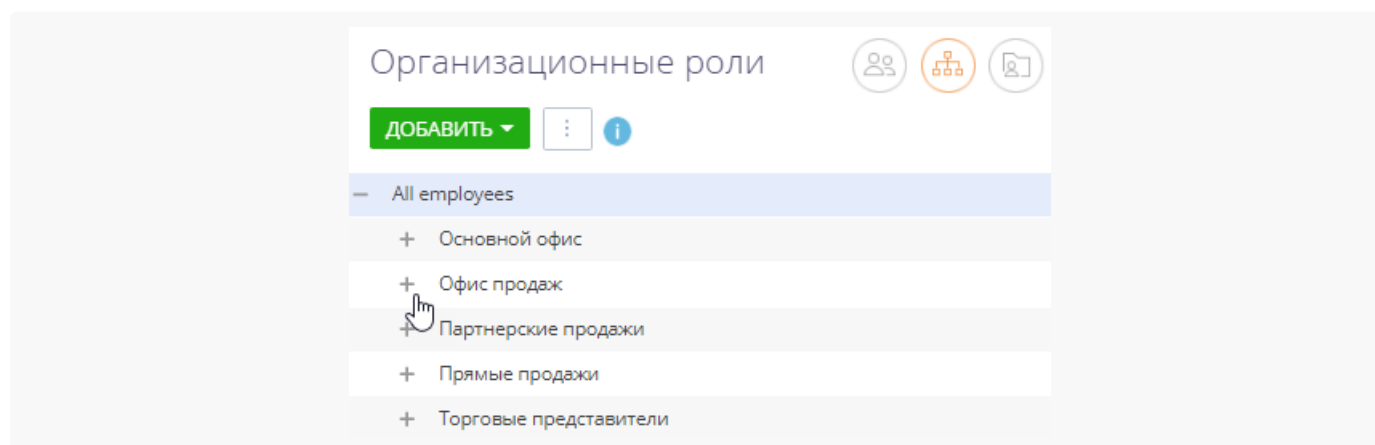 Организационные роли
ДОБАВИТЬ
i
All employees
Основной офис
Офис продаж
Партнерские продажи
Прямые продажи
Торговые представители